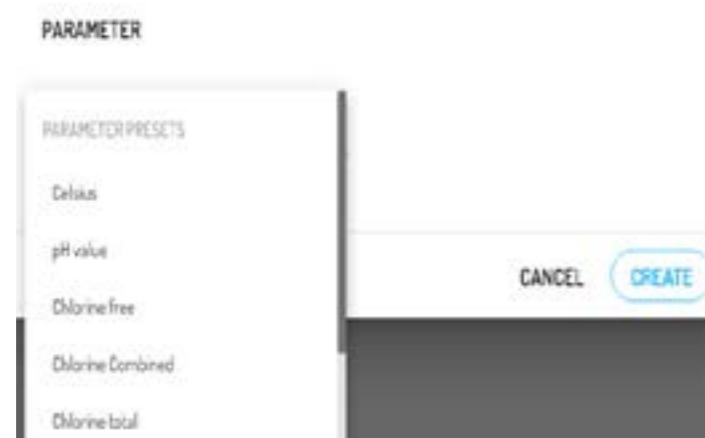 PARAMETER
PARAMETER PRESETS
Celsius
pH value
Chlorine free
CANCEL CREATE
Chlorine Combined
Chlorine total